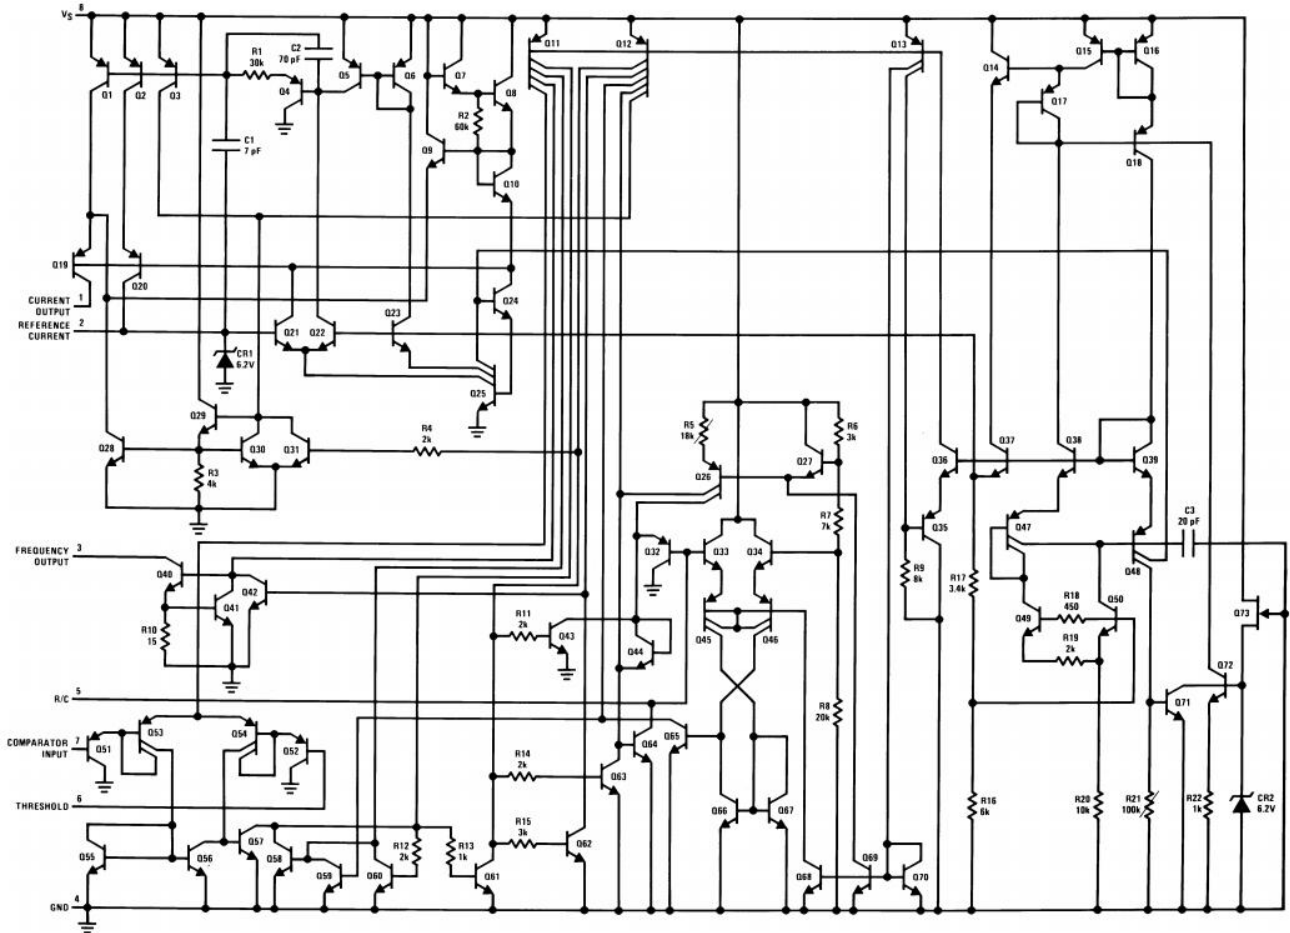 VS 8
Q1
Q2
Q3
R1
30k
C2
70 pF
Q4
Q5
Q6
Q7
Q8
R2
60k
Q9
Q10
Q11
Q12
Q13
Q14
Q15
Q16
Q17
Q18
C1
7 pF
Q19
Q20
CURRENT
OUTPUT
1
REFERENCE
CURRENT
2
CR1
6.2V
Q21
Q22
Q23
Q24
Q25
Q28
Q29
R3
4k
Q30
Q31
R4
2k
R5
18k
R6
3k
Q26
Q27
R7
7k
Q32
Q33
Q34
Q35
Q36
Q37
Q38
Q39
C3
20 pF
R9
8k
R17
3.4k
Q47
Q48
R18
450
Q49
Q50
R19
2k
Q73
FREQUENCY
OUTPUT
3
Q40
Q41
Q42
R10
15
R11
2k
Q43
Q44
Q45
Q46
R/C 5
R8
20k
Q71
Q72
COMPARATOR
INPUT
7
Q51
Q53
Q54
Q52
THRESHOLD 6
R14
2k
Q63
Q64
Q65
R15
3k
Q62
Q66
Q67
R16
6k
R20
10k
R21
100k
R22
1k
CR2
6.2V
Q55
Q56
Q57
Q58
Q59
Q60
R12
2k
R13
1k
Q61
Q68
Q69
Q70
GND 4